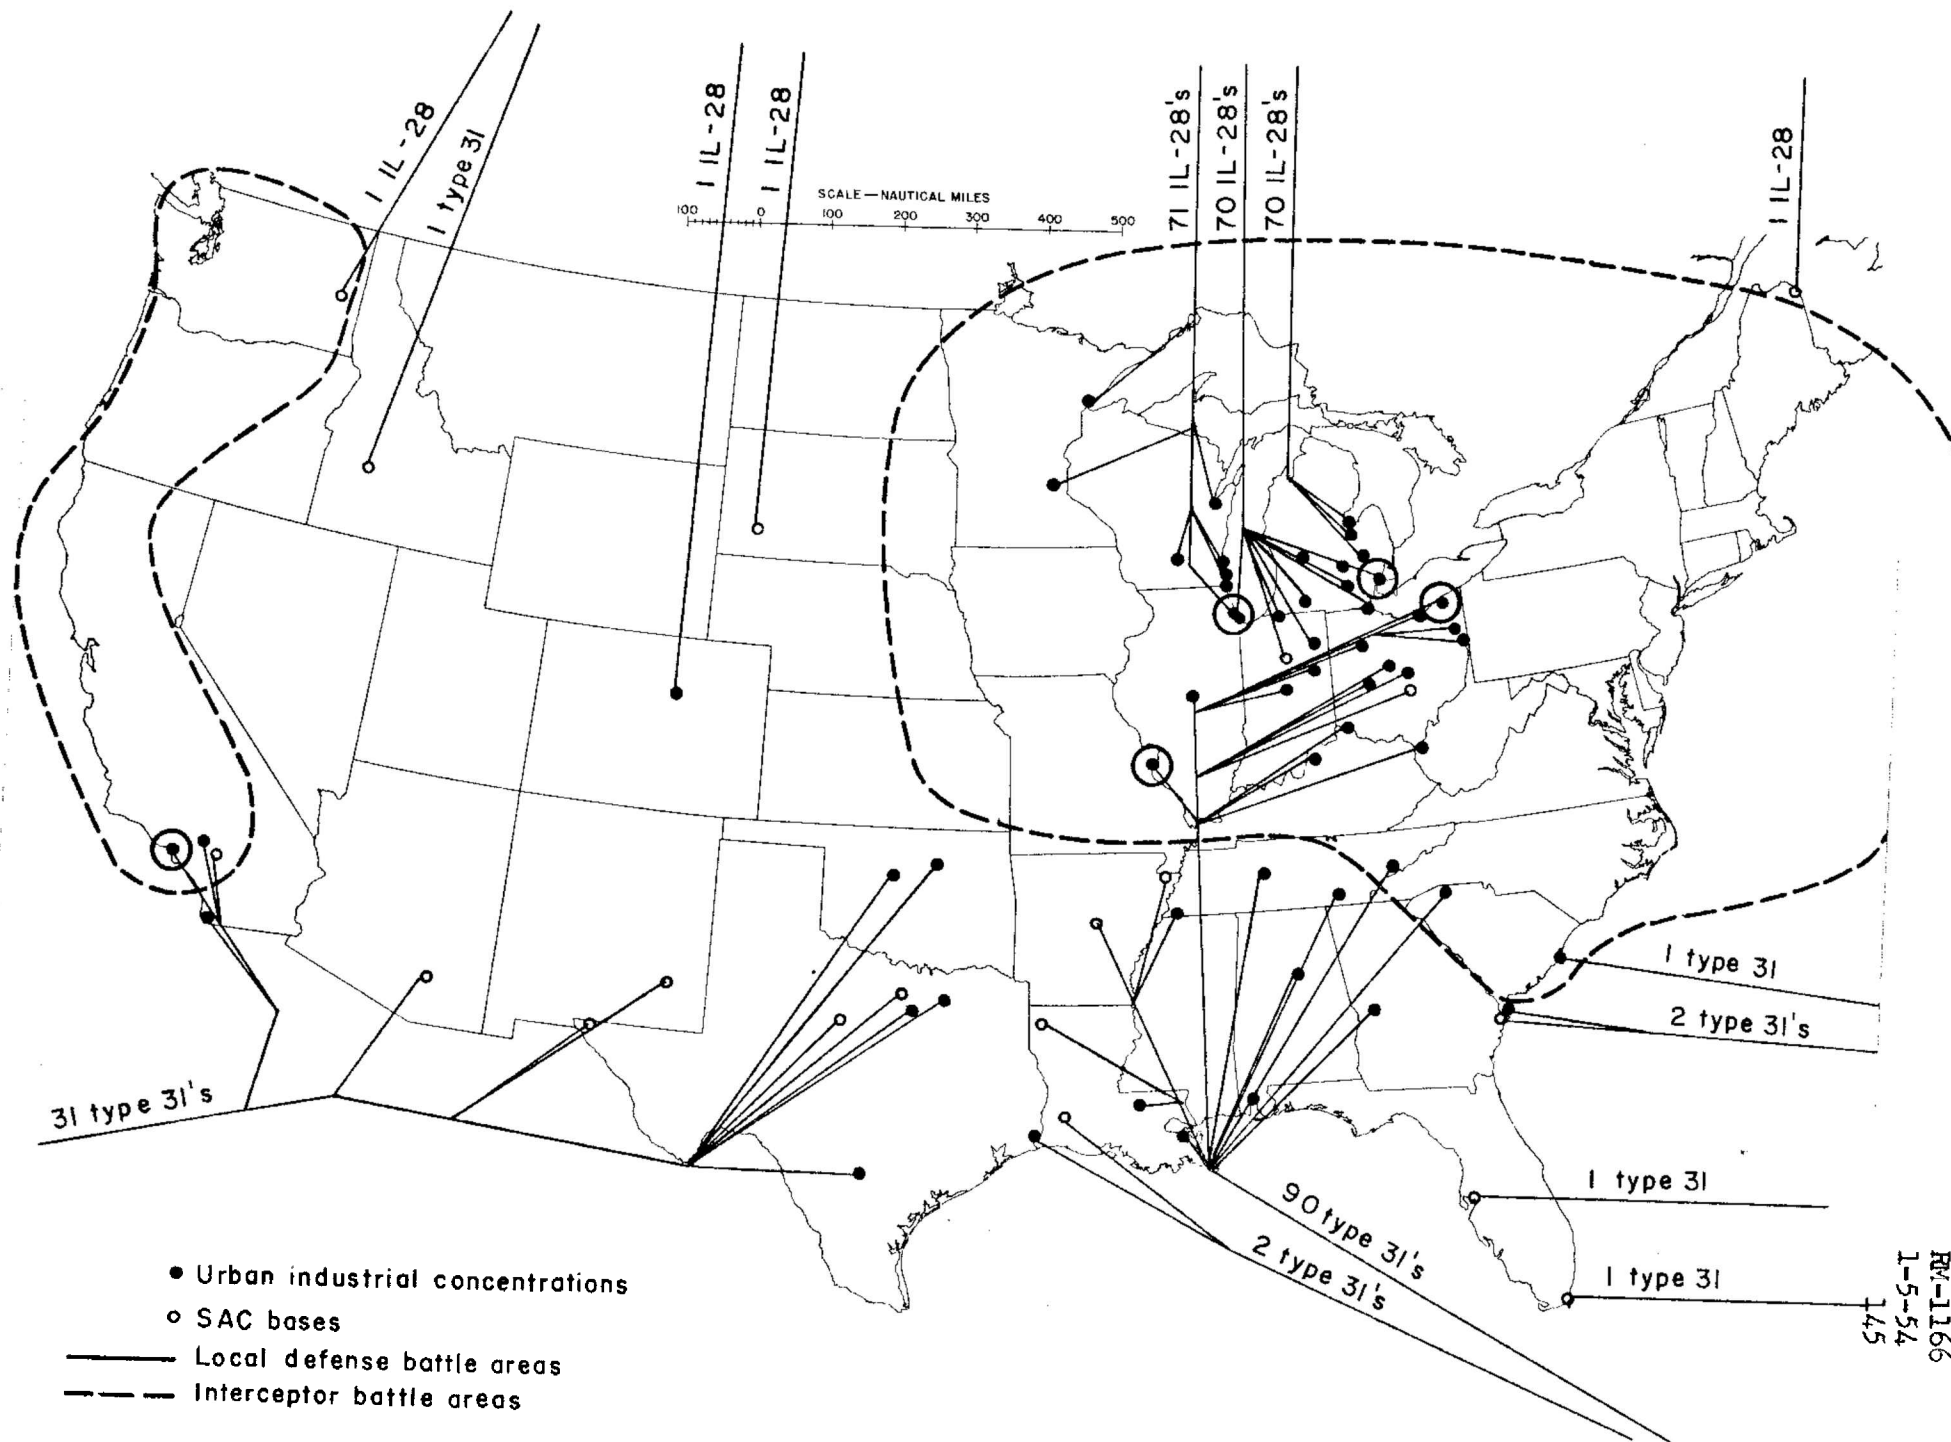 1 IL-28
1 type 31
1 IL-28
1 IL-28
SCALE—NAUTICAL MILES
100 0 100 200 300 400 500
71 IL-28's
70 IL-28's
70 IL-28's
1 IL-28
1 type 31
2 type 31's
31 type 31's
90 type 31's
2 type 31's
1 type 31
1 type 31
Urban industrial concentrations
SAC bases
Local defense battle areas
Interceptor battle areas
RM-1166
1-5-54
145